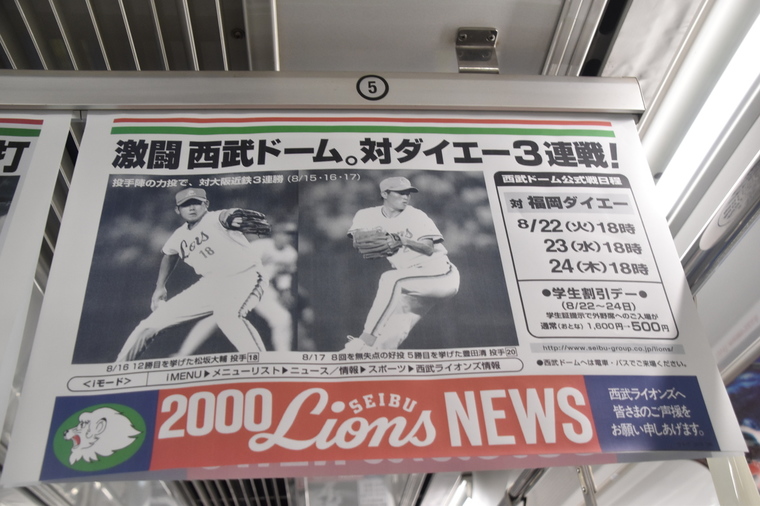 5
打
激闘 西武ドーム。対ダイエー3連戦!
投手陣の力投で、対大阪近鉄3連勝(8/15・16・17)
Lions
18
8/16 12勝目を挙げた松坂大輔 投手18
8/17 8回を無失点の好投 5勝目を挙げた豊田清 投手20
<iモード> iMENU▶メニューリスト▶ニュース/情報▶スポーツ▶西武ライオンズ情報
西武ドーム公式戦日程
対 福岡ダイエー
8/22(火)18時
23(水)18時
24(木)18時
●学生割引デー●
(8/22〜24日)
学生証提示で外野席へのご入場が
通常(おとな)1,600円→500円
http://www.seibu-group.co.jp/lions/
●西武ドームへは電車・バスでご来場ください。
2000 SEIBU Lions NEWS
西武ライオンズへ
皆さまのご声援を
お願い申しあげます。